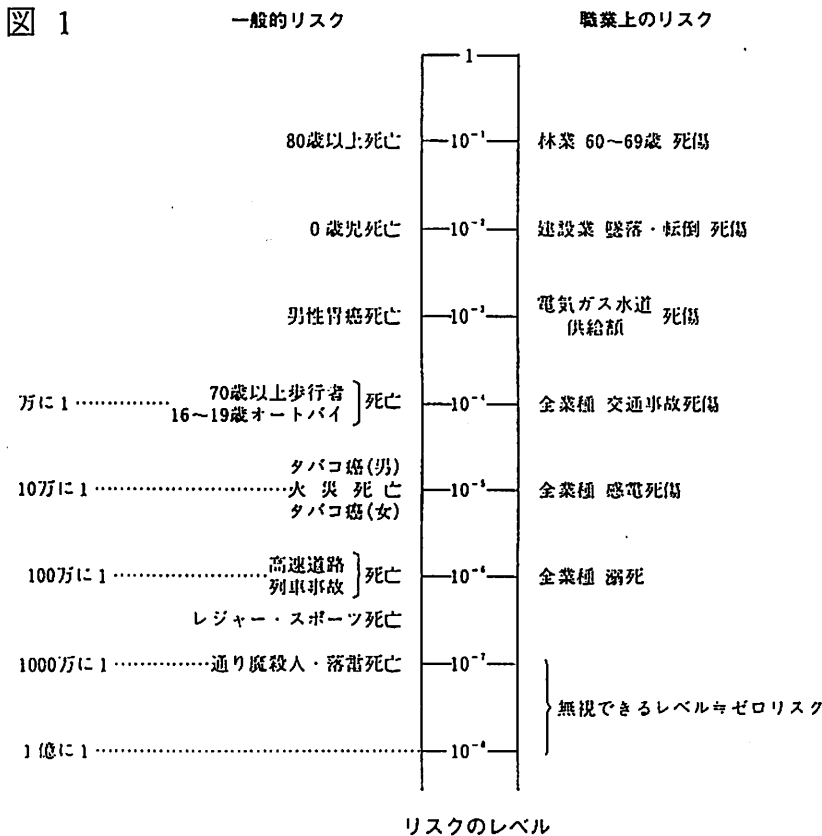 図 1
一般的リスク 職業上のリスク
1
80歳以上死亡 10⁻¹ 林業 60～69歳 死傷
0歳児死亡 10⁻² 建設業 墜落・転倒 死傷
男性胃癌死亡 10⁻³ 電気ガス水道 供給額 死傷
万に1 ‥‥‥‥ 70歳以上歩行者 16～19歳オートバイ 死亡 10⁻⁴ 全業種 交通事故死傷
タバコ癌(男)
10万に1 ‥‥‥‥ 火災死亡 10⁻⁵ 全業種 感電死傷
タバコ癌(女)
100万に1 ‥‥‥‥ 高速道路 列車事故 死亡 10⁻⁶ 全業種 溺死
レジャー・スポーツ死亡
1000万に1 ‥‥‥‥ 通り魔殺人・落雷死亡 10⁻⁷
無視できるレベル≒ゼロリスク
1億に1 ‥‥‥‥ 10⁻⁸
リスクのレベル